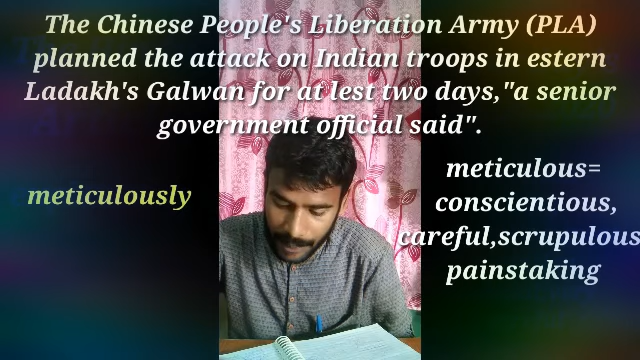 The Chinese People's Liberation Army (PLA)
planned the attack on Indian troops in estern
Ladakh's Galwan for at lest two days,"a senior
government official said".
meticulously
meticulous=
conscientious,
careful,scrupulous
painstaking